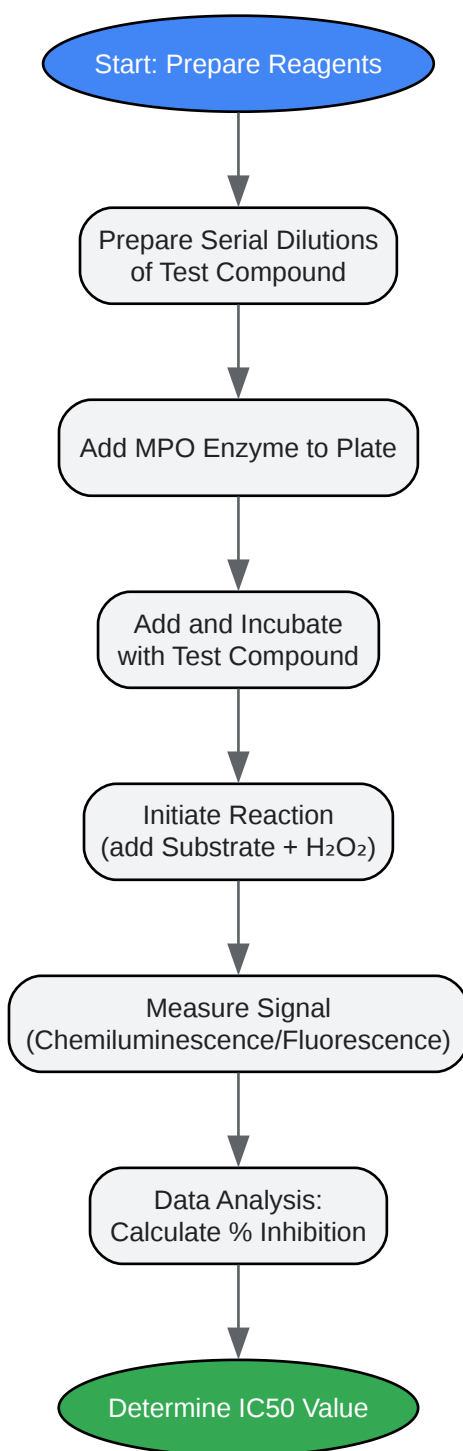 Start: Prepare Reagents
Prepare Serial Dilutions
of Test Compound
Add MPO Enzyme to Plate
Add and Incubate
with Test Compound
Initiate Reaction
(add Substrate + H₂O₂)
Measure Signal
(Chemiluminescence/Fluorescence)
Data Analysis:
Calculate % Inhibition
Determine IC50 Value